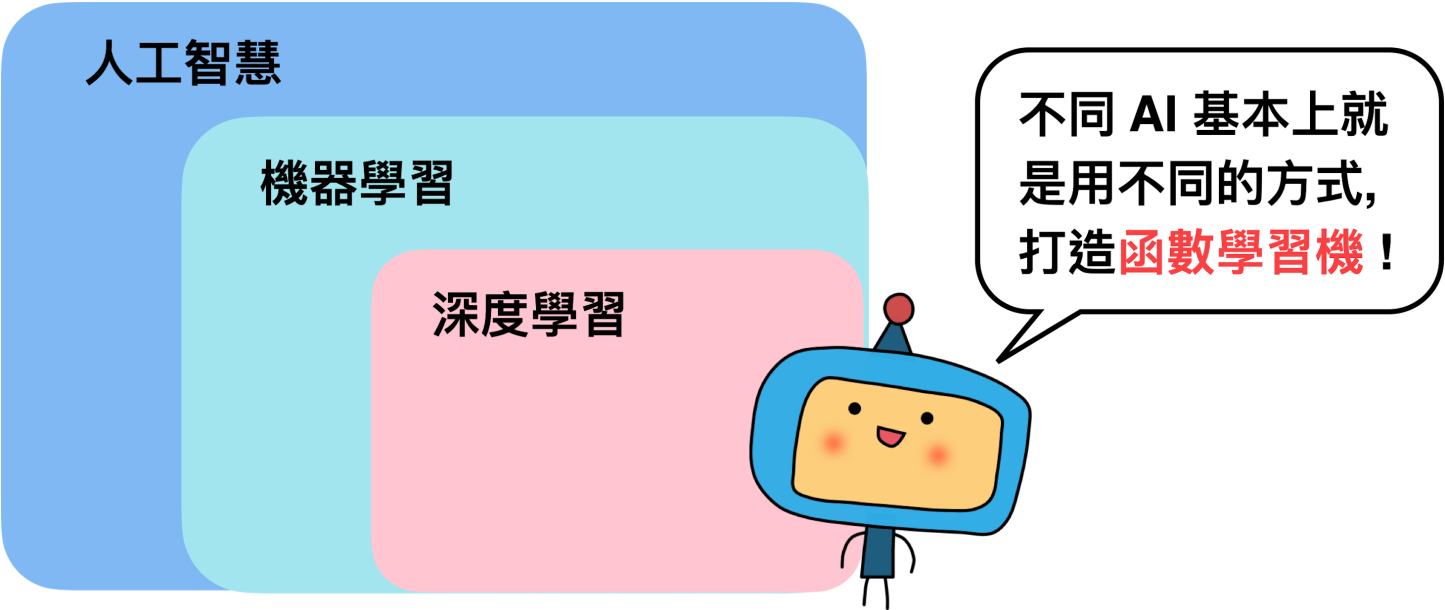 人工智慧
機器學習
深度學習
不同 AI 基本上就
是用不同的方式,
打造函數學習機！